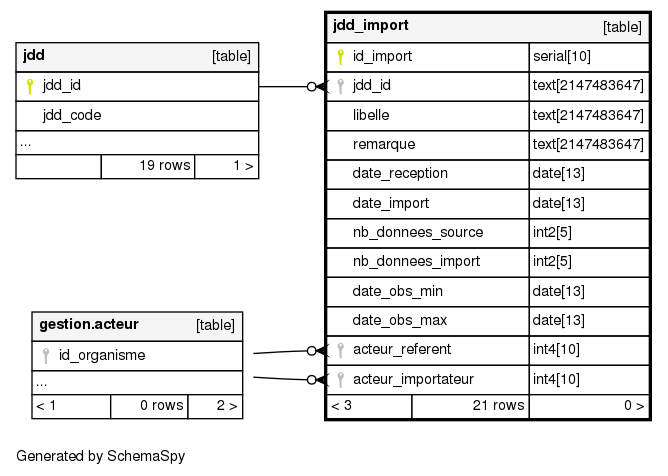 jdd [table]
jdd_id
jdd_code
...
19 rows 1 >
jdd_import [table]
id_import serial[10]
jdd_id text[2147483647]
libelle text[2147483647]
remarque text[2147483647]
date_reception date[13]
date_import date[13]
nb_donnees_source int2[5]
nb_donnees_import int2[5]
date_obs_min date[13]
date_obs_max date[13]
acteur_referent int4[10]
acteur_importateur int4[10]
< 3 21 rows 0 >
gestion.acteur [table]
id_organisme
...
< 1 0 rows 2 >
Generated by SchemaSpy